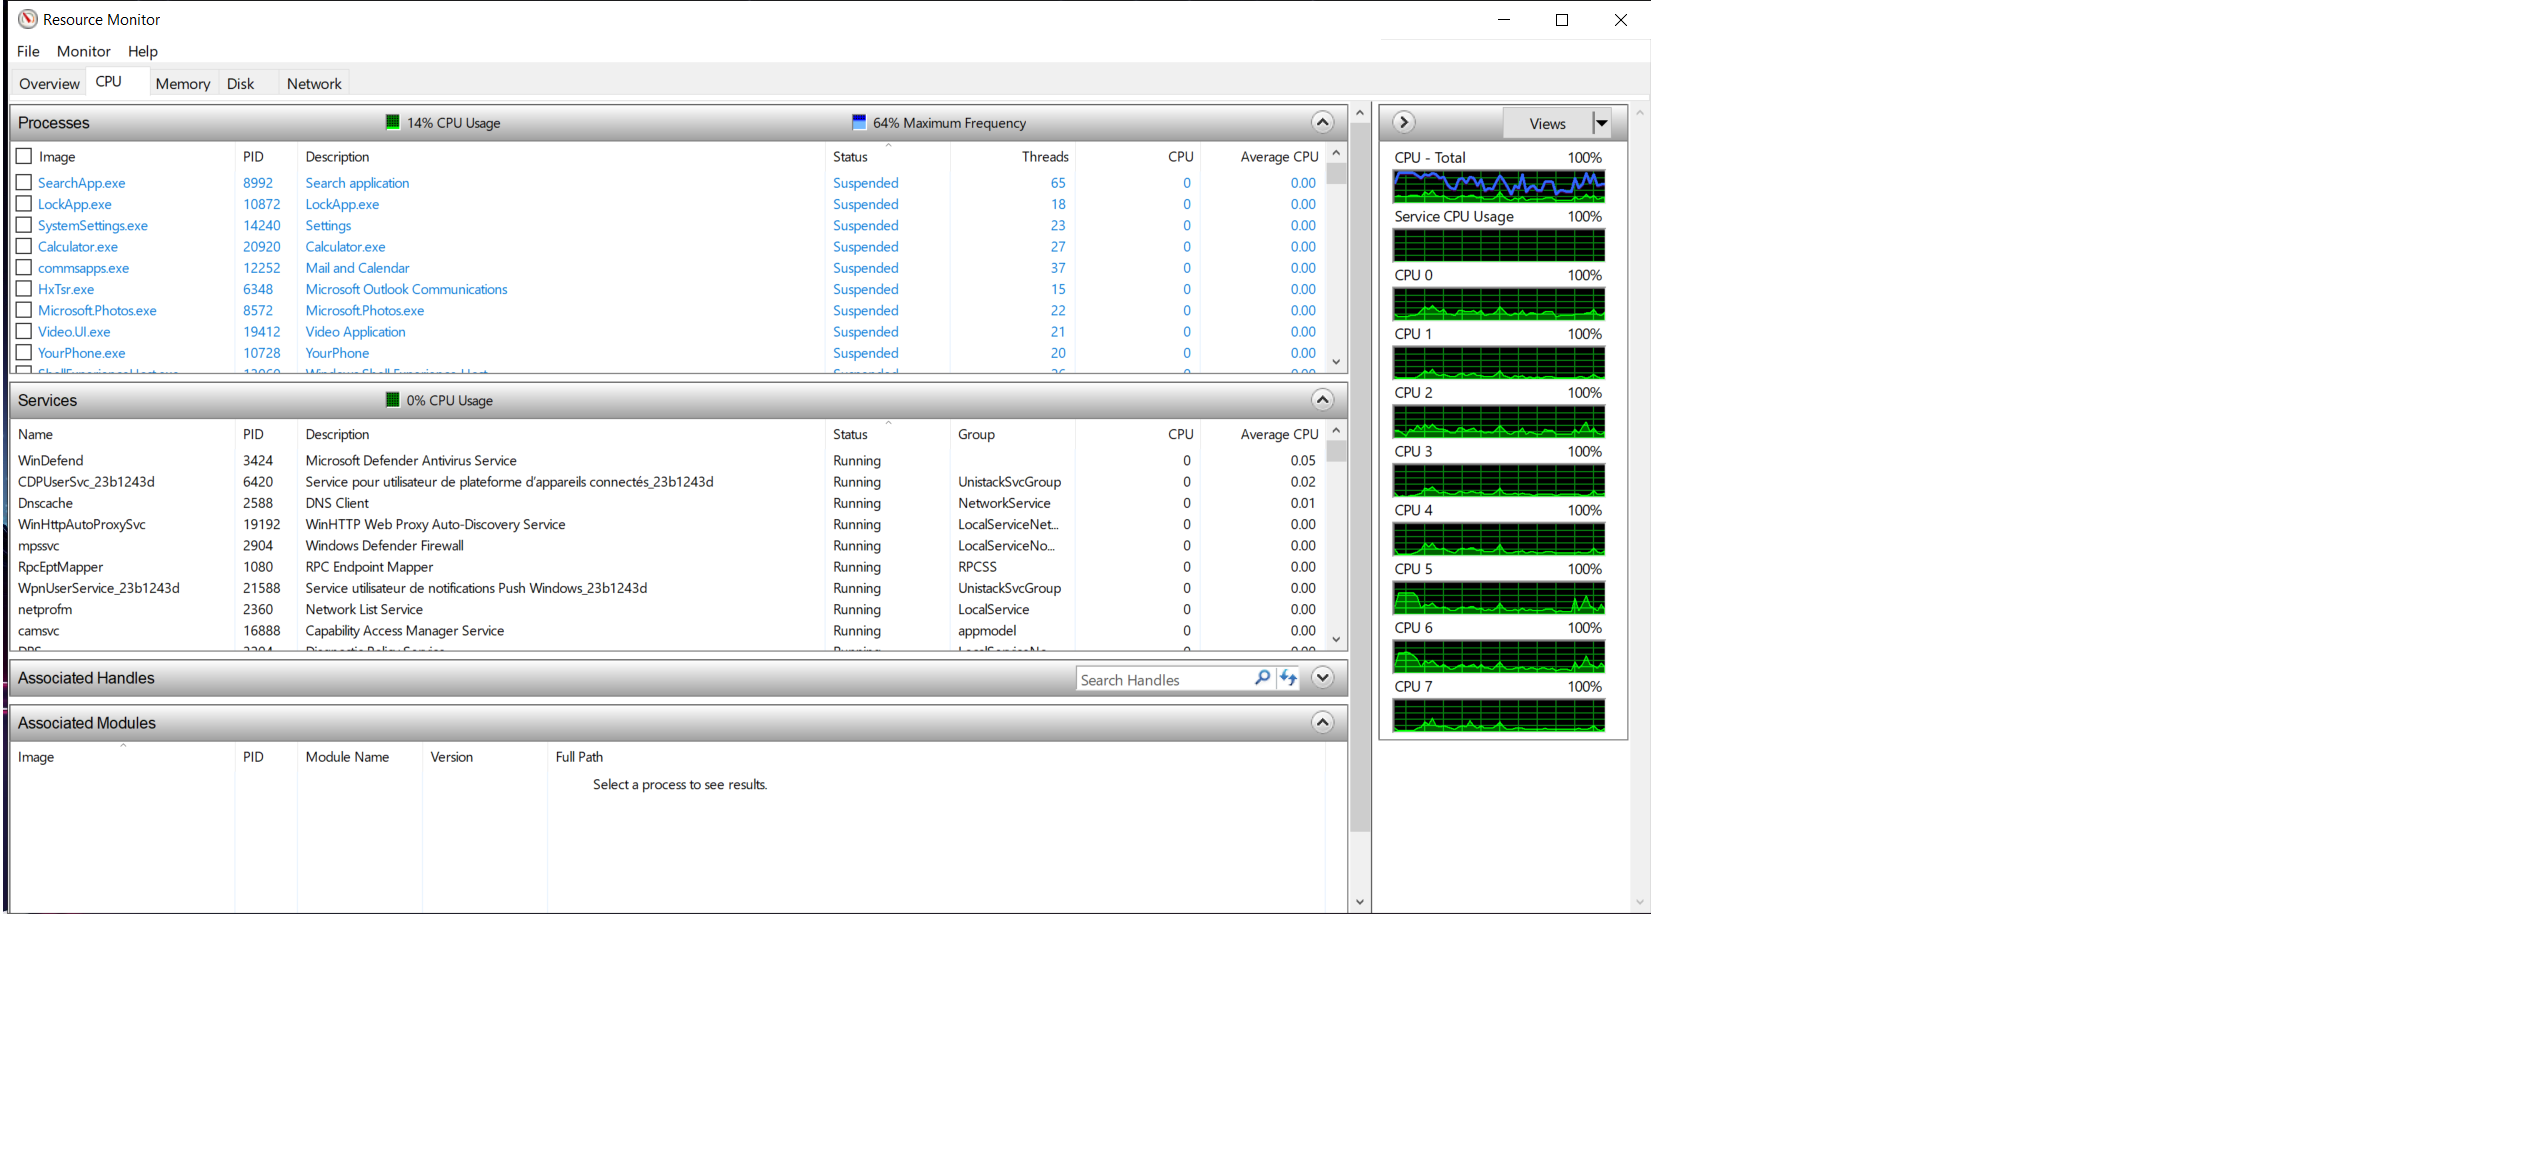 Resource Monitor
File Monitor Help
Overview CPU Memory Disk Network
Processes 14% CPU Usage 64% Maximum Frequency
Image PID Description Status Threads CPU Average CPU
SearchApp.exe 8992 Search application Suspended 65 0 0.00
LockApp.exe 10872 LockApp.exe Suspended 18 0 0.00
SystemSettings.exe 14240 Settings Suspended 23 0 0.00
Calculator.exe 20920 Calculator.exe Suspended 27 0 0.00
commsapps.exe 12252 Mail and Calendar Suspended 37 0 0.00
HxTsr.exe 6348 Microsoft Outlook Communications Suspended 15 0 0.00
Microsoft.Photos.exe 8572 Microsoft.Photos.exe Suspended 22 0 0.00
Video.UI.exe 19412 Video Application Suspended 21 0 0.00
YourPhone.exe 10728 YourPhone Suspended 20 0 0.00
Services 0% CPU Usage
Name PID Description Status Group CPU Average CPU
WinDefend 3424 Microsoft Defender Antivirus Service Running 0 0.05
CDPUserSvc_23b1243d 6420 Service pour utilisateur de plateforme d'appareils connectés_23b1243d Running UnistackSvcGroup 0 0.02
Dnscache 2588 DNS Client Running NetworkService 0 0.01
WinHttpAutoProxySvc 19192 WinHTTP Web Proxy Auto-Discovery Service Running LocalServiceNet... 0 0.00
mpssvc 2904 Windows Defender Firewall Running LocalServiceNo... 0 0.00
RpcEptMapper 1080 RPC Endpoint Mapper Running RPCSS 0 0.00
WpnUserService_23b1243d 21588 Service utilisateur de notifications Push Windows_23b1243d Running UnistackSvcGroup 0 0.00
netprofm 2360 Network List Service Running LocalService 0 0.00
camsvc 16888 Capability Access Manager Service Running appmodel 0 0.00
Associated Handles Search Handles
Associated Modules
Image PID Module Name Version Full Path
Select a process to see results.
Views
CPU - Total 100%
Service CPU Usage 100%
CPU 0 100%
CPU 1 100%
CPU 2 100%
CPU 3 100%
CPU 4 100%
CPU 5 100%
CPU 6 100%
CPU 7 100%